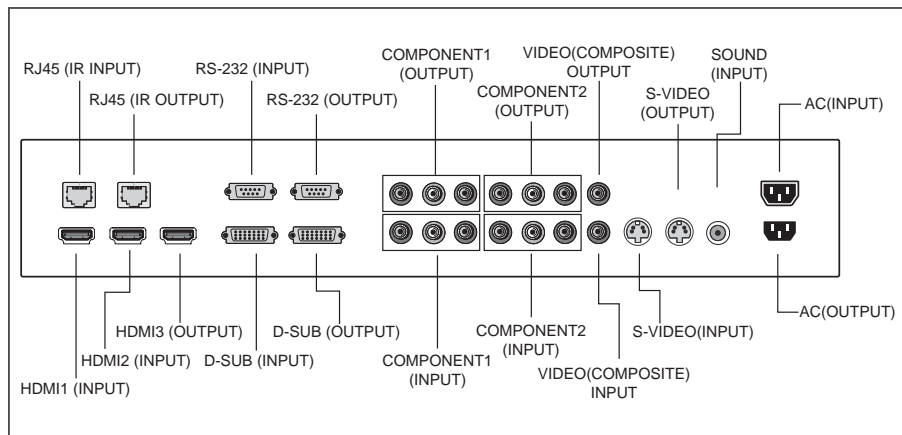 RJ45 (IR INPUT)
RJ45 (IR OUTPUT)
RS-232 (INPUT)
RS-232 (OUTPUT)
COMPONENT1
(OUTPUT)
COMPONENT2
(OUTPUT)
VIDEO(COMPOSITE)
OUTPUT
S-VIDEO
(OUTPUT)
SOUND
(INPUT)
AC(INPUT)
HDMI1 (INPUT)
HDMI2 (INPUT)
HDMI3 (OUTPUT)
D-SUB (INPUT)
D-SUB (OUTPUT)
COMPONENT1
(INPUT)
COMPONENT2
(INPUT)
VIDEO(COMPOSITE)
INPUT
S-VIDEO(INPUT)
AC(OUTPUT)